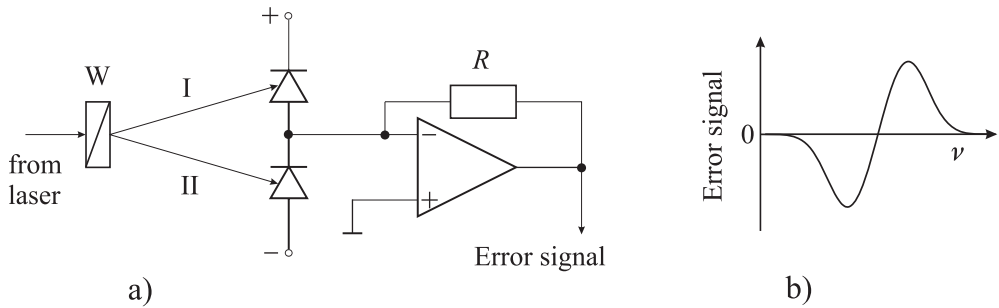 +
W
I
R
from
laser
II
−
+
−
Error signal
a)
Error signal
0
ν
b)